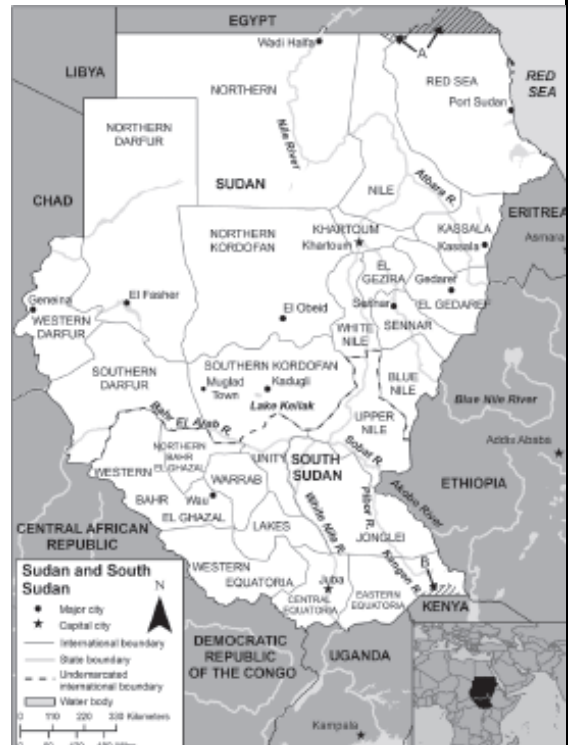 EGYPT
Wadi Halfa
A
LIBYA
RED SEA
RED
SEA
NORTHERN
Port Sudan
NORTHERN
DARFUR
Nile River
SUDAN
NILE
Atbara R.
CHAD
ERITREA
NORTHERN
KORDOFAN
KHARTOUM
Khartoum
KASSALA
Kassala
Asmara
EL
GEZIRA
Gedaref
EL GEDAREF
Geneina
El Fasher
WESTERN
DARFUR
El Obeid
Sennar
SENNAR
WHITE
NILE
SOUTHERN
DARFUR
SOUTHERN KORDOFAN
Muglad
Town
Kadugli
Lake Keilak
BLUE
NILE
Blue Nile River
UPPER
NILE
Bahr El Arab R.
Addis Ababa
NORTHERN
BAHR
EL GHAZAL
UNITY
SOUTH
SUDAN
Sobat R.
WESTERN
BAHR
EL GHAZAL
WARRAB
Wau
ETHIOPIA
White Nile R.
Pibor R.
Akobo River
CENTRAL AFRICAN
REPUBLIC
LAKES
JONGLEI
Kangen R.
B
WESTERN
EQUATORIA
Juba
CENTRAL
EQUATORIA
EASTERN
EQUATORIA
KENYA
DEMOCRATIC
REPUBLIC
OF THE CONGO
UGANDA
Kampala
Sudan and South
Sudan
N
Major city
Capital city
International boundary
State boundary
Undemarcated
international boundary
Water body
0 110 220 330 Kilometers